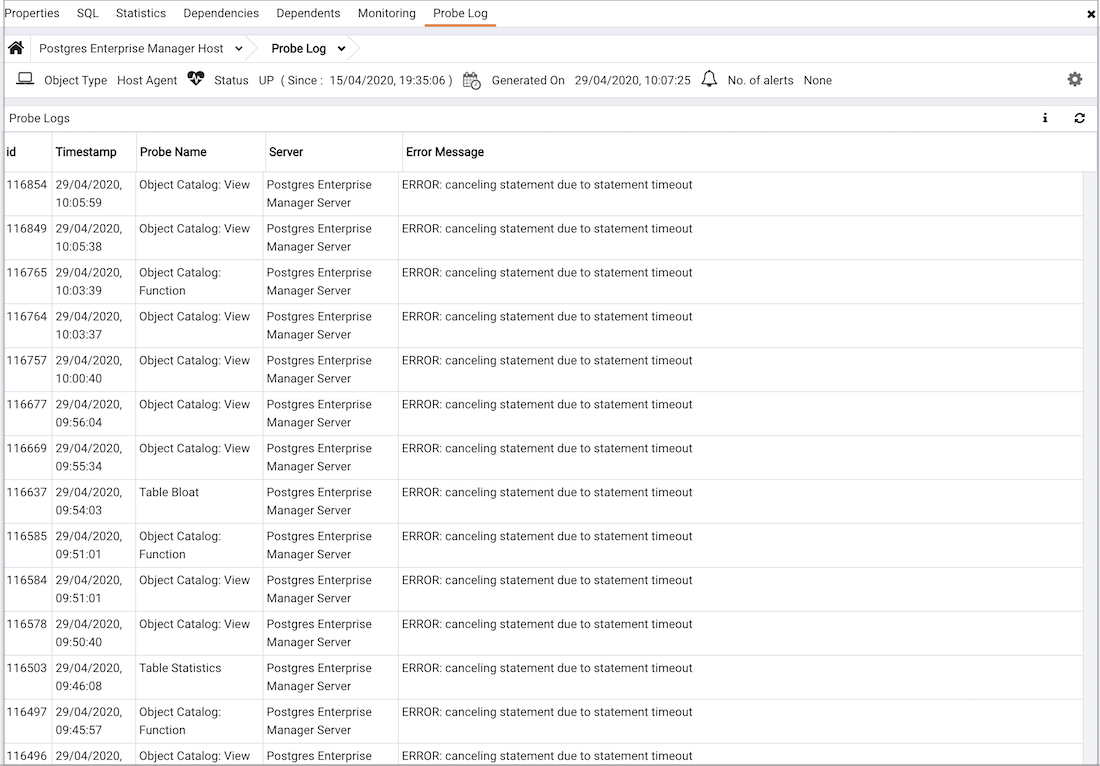 Properties SQL Statistics Dependencies Dependents Monitoring Probe Log
Postgres Enterprise Manager Host Probe Log
Object Type Host Agent Status UP ( Since : 15/04/2020, 19:35:06 ) Generated On 29/04/2020, 10:07:25 No. of alerts None
Probe Logs
id Timestamp Probe Name Server Error Message
116854 29/04/2020, Object Catalog: View Postgres Enterprise ERROR: canceling statement due to statement timeout
10:05:59 Manager Server
116849 29/04/2020, Object Catalog: View Postgres Enterprise ERROR: canceling statement due to statement timeout
10:05:38 Manager Server
116765 29/04/2020, Object Catalog: Postgres Enterprise ERROR: canceling statement due to statement timeout
10:03:39 Function Manager Server
116764 29/04/2020, Object Catalog: View Postgres Enterprise ERROR: canceling statement due to statement timeout
10:03:37 Manager Server
116757 29/04/2020, Object Catalog: View Postgres Enterprise ERROR: canceling statement due to statement timeout
10:00:40 Manager Server
116677 29/04/2020, Object Catalog: View Postgres Enterprise ERROR: canceling statement due to statement timeout
09:56:04 Manager Server
116669 29/04/2020, Object Catalog: View Postgres Enterprise ERROR: canceling statement due to statement timeout
09:55:34 Manager Server
116637 29/04/2020, Table Bloat Postgres Enterprise ERROR: canceling statement due to statement timeout
09:54:03 Manager Server
116585 29/04/2020, Object Catalog: Postgres Enterprise ERROR: canceling statement due to statement timeout
09:51:01 Function Manager Server
116584 29/04/2020, Object Catalog: View Postgres Enterprise ERROR: canceling statement due to statement timeout
09:51:01 Manager Server
116578 29/04/2020, Object Catalog: View Postgres Enterprise ERROR: canceling statement due to statement timeout
09:50:40 Manager Server
116503 29/04/2020, Table Statistics Postgres Enterprise ERROR: canceling statement due to statement timeout
09:46:08 Manager Server
116497 29/04/2020, Object Catalog: Postgres Enterprise ERROR: canceling statement due to statement timeout
09:45:57 Function Manager Server
116496 29/04/2020, Object Catalog: View Postgres Enterprise ERROR: canceling statement due to statement timeout